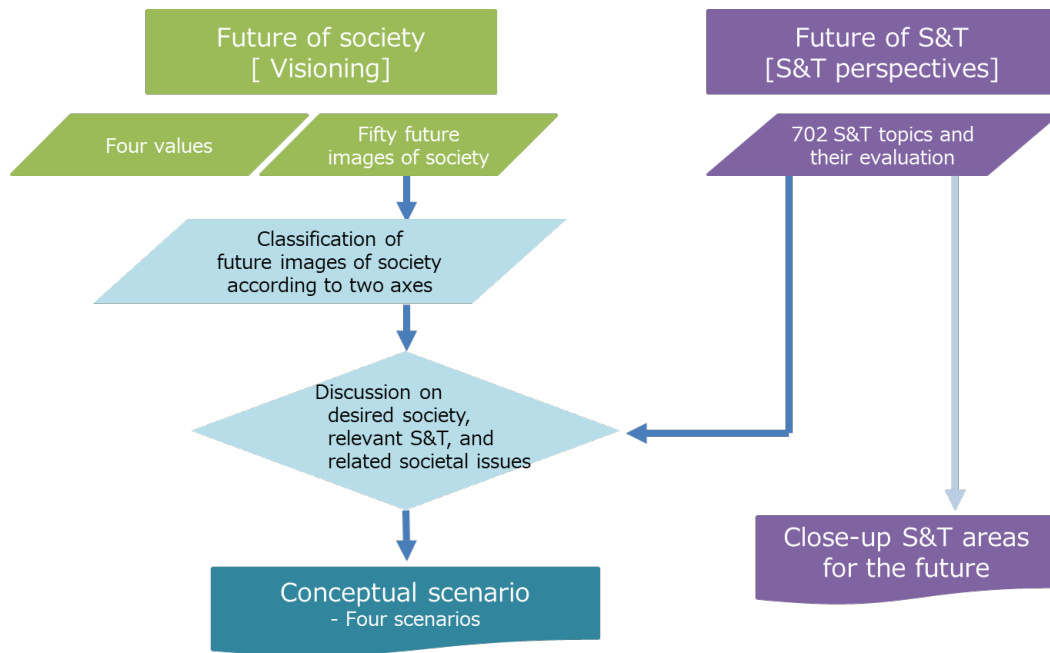 Future of society
[ Visioning]
Future of S&T
[S&T perspectives]
Four values
Fifty future
images of society
702 S&T topics and
their evaluation
Classification of
future images of society
according to two axes
Discussion on
desired society,
relevant S&T, and
related societal issues
Close-up S&T areas
for the future
Conceptual scenario
- Four scenarios